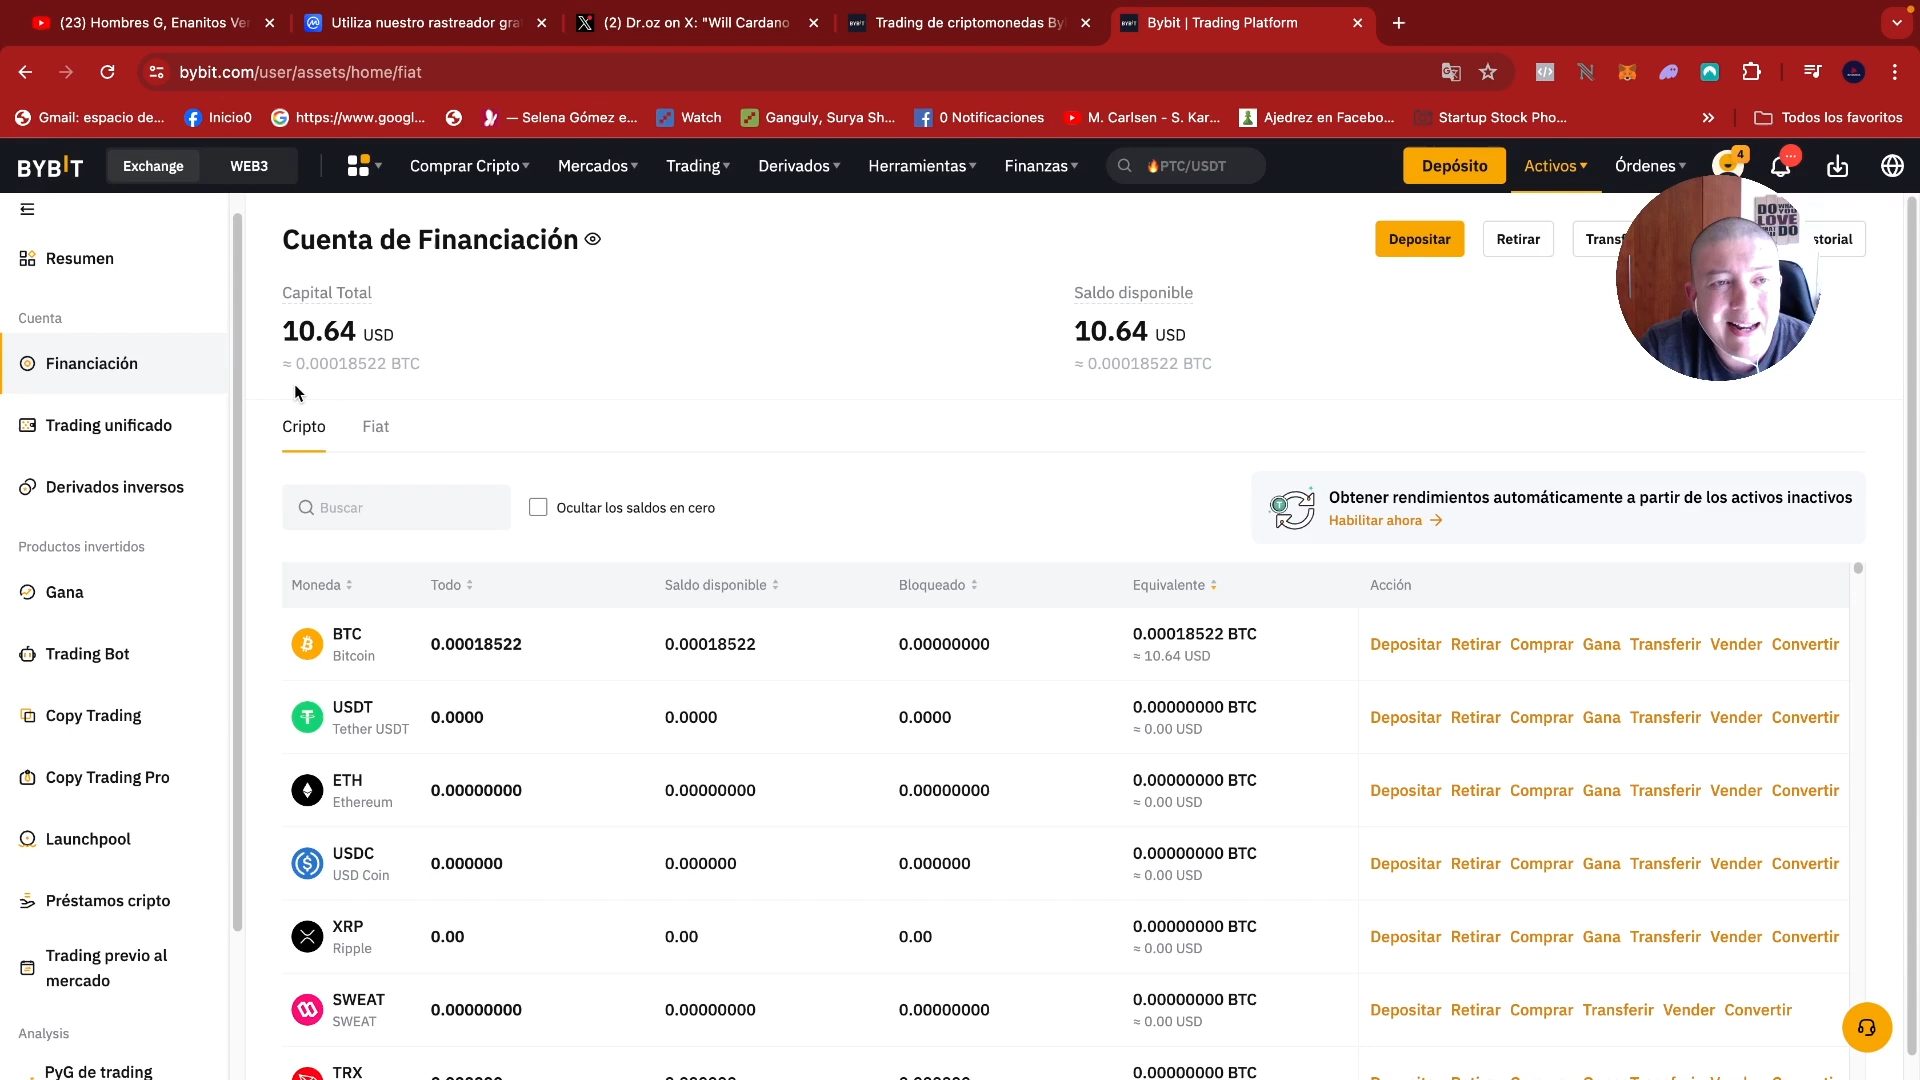 (23) Hombres G, Enanitos Ve
Utiliza nuestro rastreador gra
(2) Dr.oz on X: "Will Cardano
Trading de criptomonedas By
Bybit | Trading Platform
bybit.com/user/assets/home/fiat
Gmail: espacio de...
Inicio0
https://www.googl...
— Selena Gómez e...
Watch
Ganguly, Surya Sh...
0 Notificaciones
M. Carlsen - S. Kar...
Ajedrez en Facebo...
Startup Stock Pho...
Todos los favoritos
BYBIT
Exchange
WEB3
Comprar Cripto
Mercados
Trading
Derivados
Herramientas
Finanzas
PTC/USDT
Depósito
Activos
Órdenes
4
Resumen
Cuenta
Financiación
Trading unificado
Derivados inversos
Productos invertidos
Gana
Trading Bot
Copy Trading
Copy Trading Pro
Launchpool
Préstamos cripto
Trading previo al
mercado
Analysis
PyG de trading
Cuenta de Financiación
Depositar
Retirar
Transf
storial
DO WHAT
YOU
LOVE
WHAT YOU
DO
Capital Total
10.64 USD
≈ 0.00018522 BTC
Saldo disponible
10.64 USD
≈ 0.00018522 BTC
Cripto
Fiat
Buscar
Ocultar los saldos en cero
Obtener rendimientos automáticamente a partir de los activos inactivos
Habilitar ahora →
Moneda Todo Saldo disponible Bloqueado Equivalente Acción
BTC
Bitcoin
0.00018522 0.00018522 0.00000000
0.00018522 BTC
≈ 10.64 USD
Depositar Retirar Comprar Gana Transferir Vender Convertir
USDT
Tether USDT
0.0000 0.0000 0.0000
0.00000000 BTC
≈ 0.00 USD
Depositar Retirar Comprar Gana Transferir Vender Convertir
ETH
Ethereum
0.00000000 0.00000000 0.00000000
0.00000000 BTC
≈ 0.00 USD
Depositar Retirar Comprar Gana Transferir Vender Convertir
USDC
USD Coin
0.000000 0.000000 0.000000
0.00000000 BTC
≈ 0.00 USD
Depositar Retirar Comprar Gana Transferir Vender Convertir
XRP
Ripple
0.00 0.00 0.00
0.00000000 BTC
≈ 0.00 USD
Depositar Retirar Comprar Gana Transferir Vender Convertir
SWEAT
SWEAT
0.00000000 0.00000000 0.00000000
0.00000000 BTC
≈ 0.00 USD
Depositar Retirar Comprar Transferir Vender Convertir
TRX
0.00000000 BTC